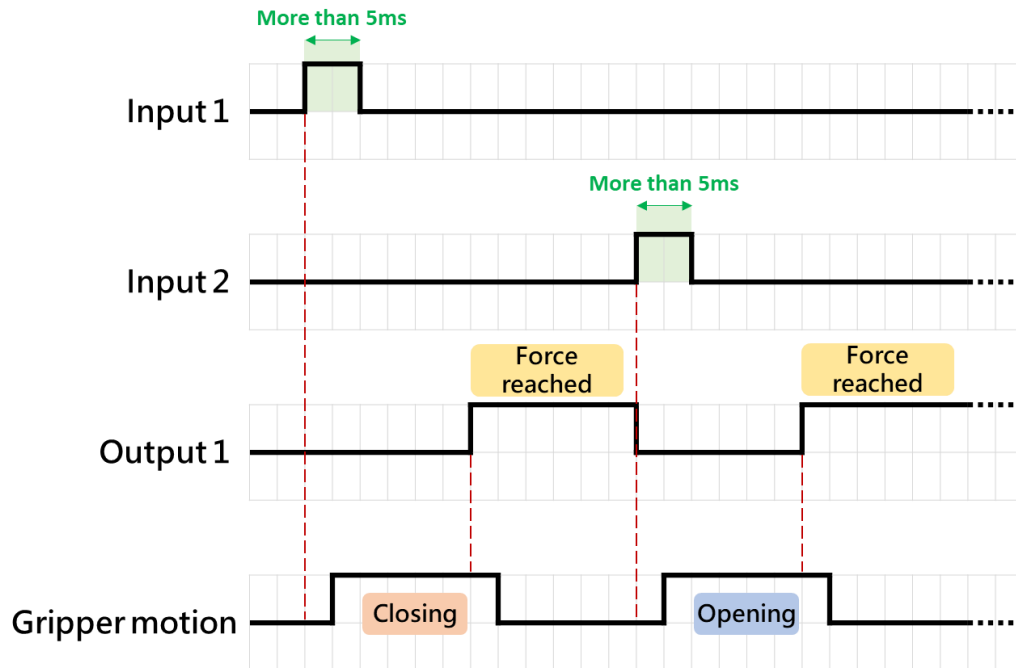 More than 5ms
Input 1
More than 5ms
Input 2
Force
reached
Force
reached
Output 1
Closing
Opening
Gripper motion